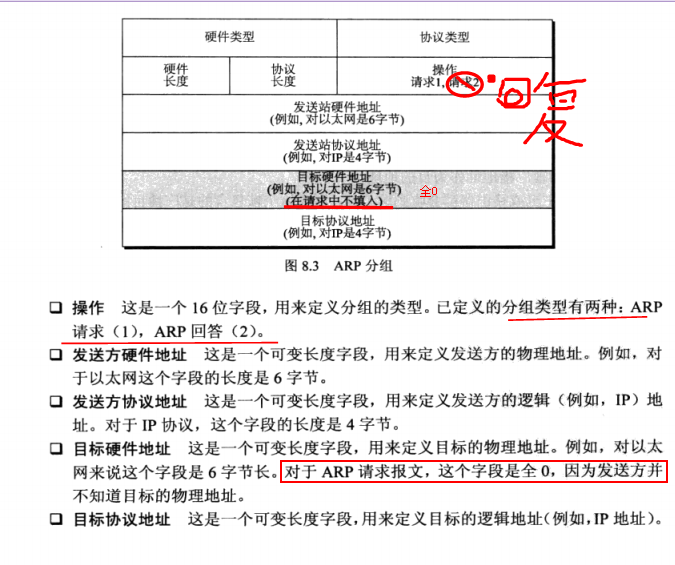 硬件类型 协议类型
硬件 协议 操作
长度 长度 请求1, 请求2
回复
发送站硬件地址
(例如, 对以太网是6字节)
发送站协议地址
(例如, 对IP是4字节)
目标硬件地址
(例如, 对以太网是6字节) 全0
(在请求中不填入)
目标协议地址
(例如, 对IP是4字节)
图 8.3 ARP 分组
❏ 操作 这是一个 16 位字段，用来定义分组的类型。已定义的分组类型有两种：ARP
请求（1），ARP 回答（2）。
❏ 发送方硬件地址 这是一个可变长度字段，用来定义发送方的物理地址。例如，对
于以太网这个字段的长度是 6 字节。
❏ 发送方协议地址 这是一个可变长度字段，用来定义发送方的逻辑（例如，IP）地
址。对于 IP 协议，这个字段的长度是 4 字节。
❏ 目标硬件地址 这是一个可变长度字段，用来定义目标的物理地址。例如，对以太
网来说这个字段是 6 字节长。对于 ARP 请求报文，这个字段是全 0，因为发送方并
不知道目标的物理地址。
❏ 目标协议地址 这是一个可变长度字段，用来定义目标的逻辑地址（例如，IP 地址）。